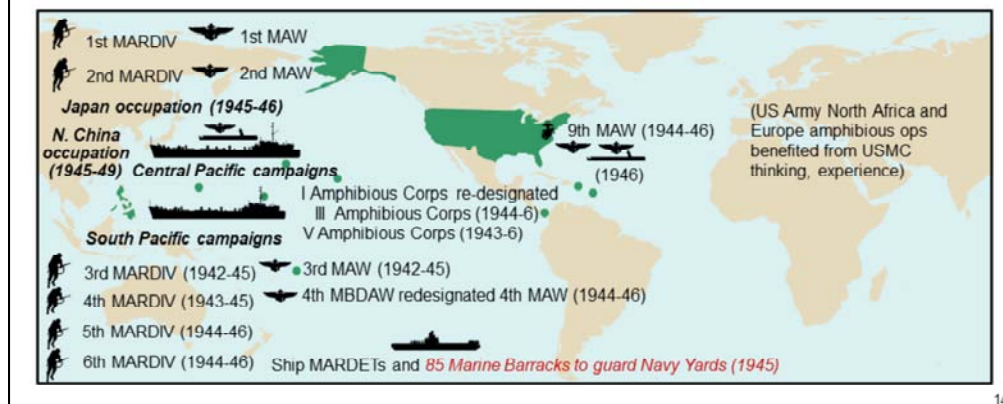 1st MARDIV
1st MAW
2nd MARDIV
2nd MAW
Japan occupation (1945-46)
N. China
occupation
(1945-49)
Central Pacific campaigns
South Pacific campaigns
I Amphibious Corps re-designated
III Amphibious Corps (1944-6)
V Amphibious Corps (1943-6)
9th MAW (1944-46)
(1946)
(US Army North Africa and
Europe amphibious ops
benefited from USMC
thinking, experience)
3rd MARDIV (1942-45)
3rd MAW (1942-45)
4th MARDIV (1943-45)
4th MBDAW redesignated 4th MAW (1944-46)
5th MARDIV (1944-46)
6th MARDIV (1944-46)
Ship MARDETs and 85 Marine Barracks to guard Navy Yards (1945)